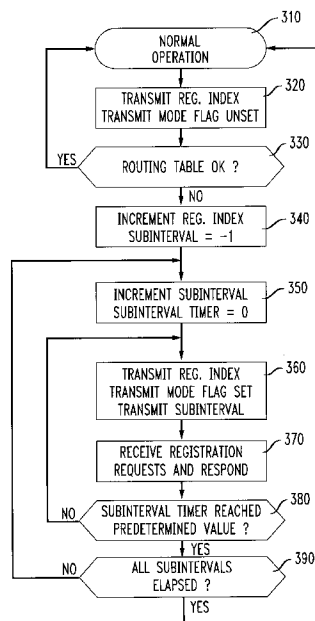 310
NORMAL
OPERATION
320
TRANSMIT REG. INDEX
TRANSMIT MODE FLAG UNSET
330
YES
ROUTING TABLE OK ?
NO
340
INCREMENT REG. INDEX
SUBINTERVAL = -1
350
INCREMENT SUBINTERVAL
SUBINTERVAL TIMER = 0
360
TRANSMIT REG. INDEX
TRANSMIT MODE FLAG SET
TRANSMIT SUBINTERVAL
370
RECEIVE REGISTRATION
REQUESTS AND RESPOND
380
NO
SUBINTERVAL TIMER REACHED
PREDETERMINED VALUE ?
YES
390
NO
ALL SUBINTERVALS
ELAPSED ?
YES